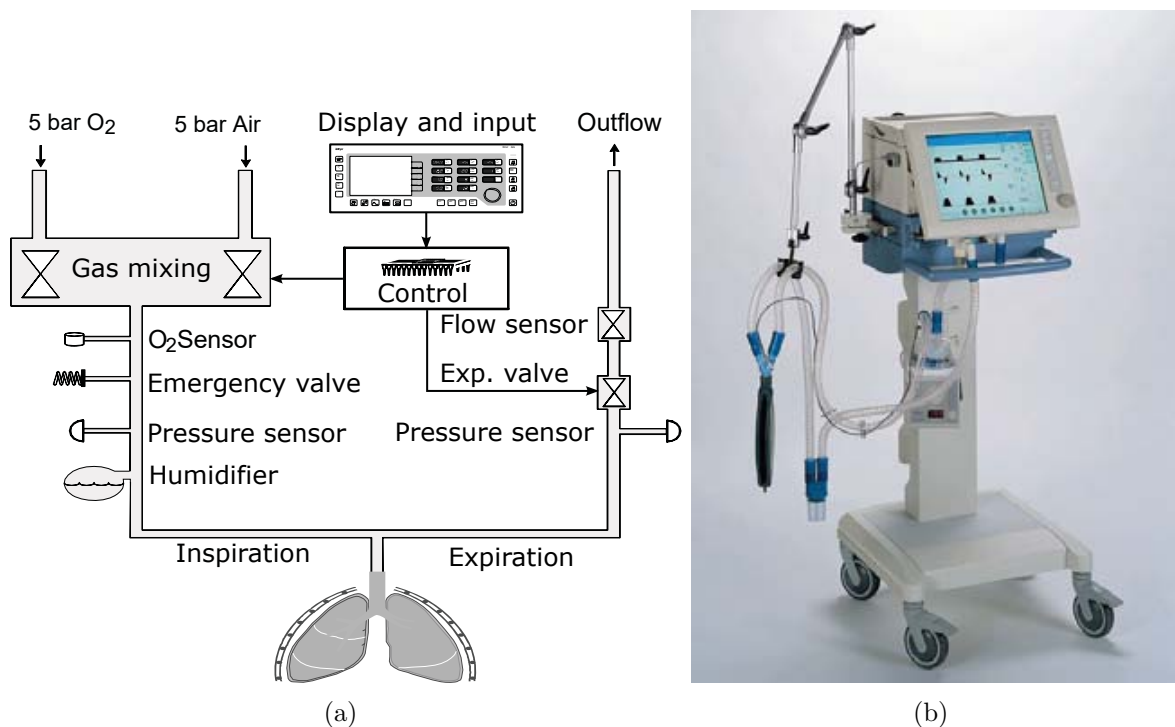 5 bar O2
5 bar Air
Display and input
Outflow
Gas mixing
Control
Flow sensor
O2Sensor
Emergency valve
Exp. valve
Pressure sensor
Pressure sensor
Humidifier
Inspiration
Expiration
(a)
(b)